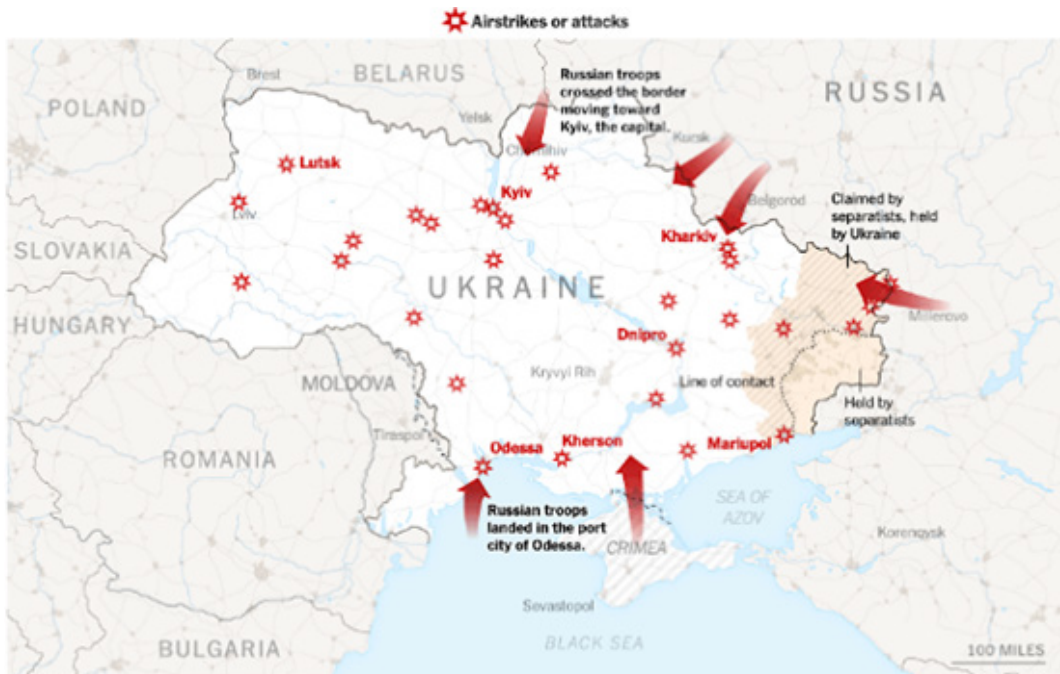 Airstrikes or attacks
BELARUS
Brest
POLAND
Yelsk
Russian troops
crossed the border
moving toward
Kyiv, the capital.
RUSSIA
Kursk
Chernihiv
Lutsk
Kyiv
Lviv
Belgorod
Claimed by
separatists, held
by Ukraine
SLOVAKIA
Kharkiv
UKRAINE
HUNGARY
Millerovo
Dnipro
MOLDOVA
Kryvyi Rih
Line of contact
Held by
separatists
Tiraspol
Odessa
Kherson
Mariupol
ROMANIA
Russian troops
landed in the port
city of Odessa.
SEA OF
AZOV
CRIMEA
Sevastopol
BLACK SEA
BULGARIA
100 MILES